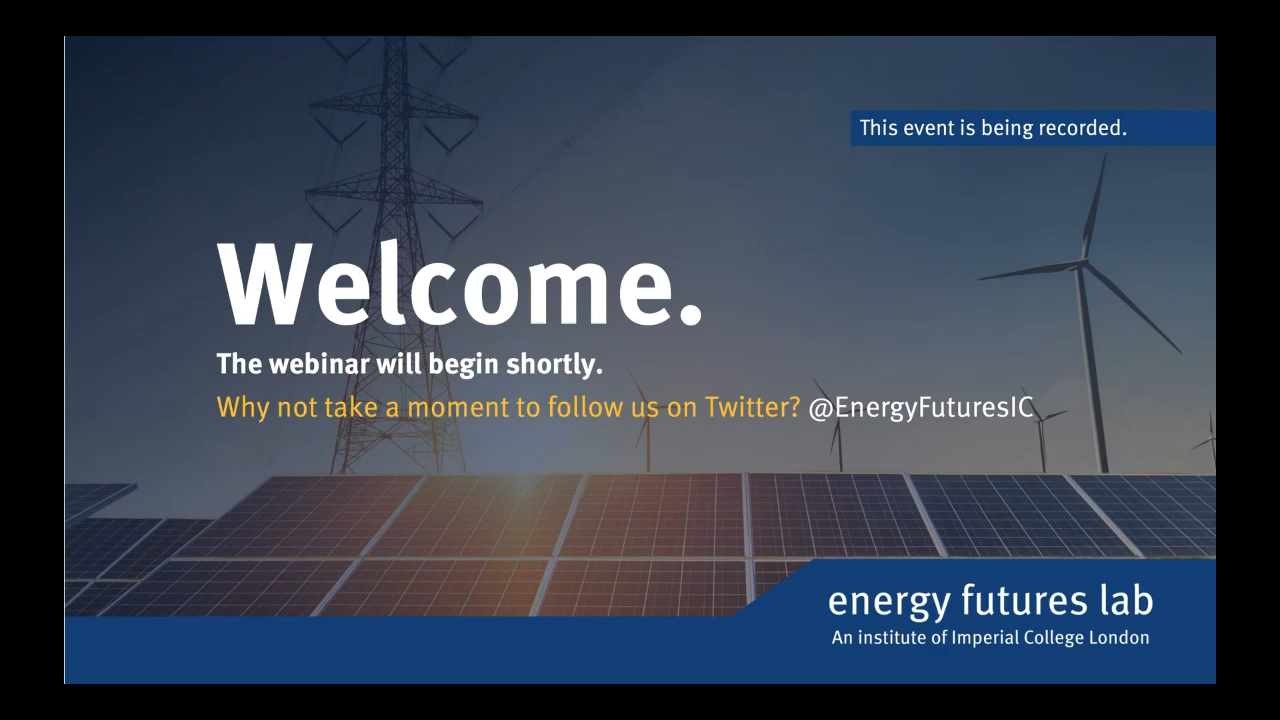 This event is being recorded.
Welcome.
The webinar will begin shortly.
Why not take a moment to follow us on Twitter? @EnergyFuturesIC
energy futures lab
An institute of Imperial College London